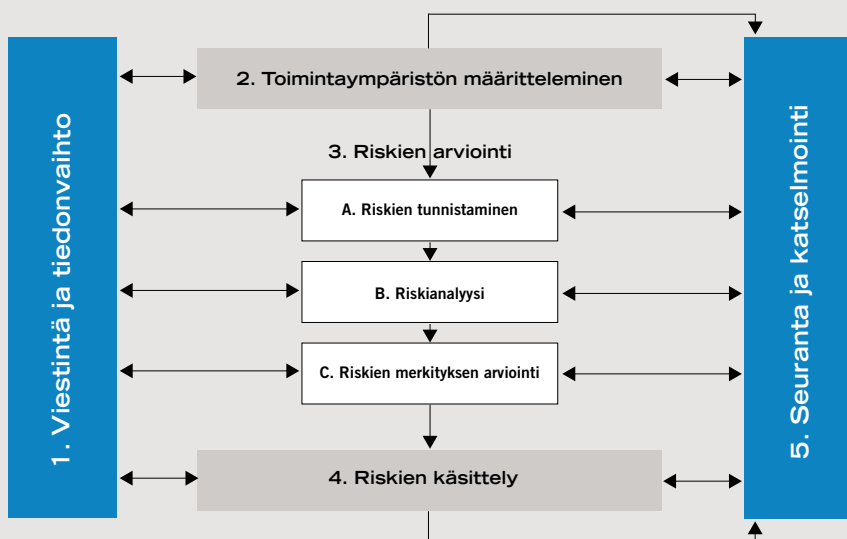 1. Viestintä ja tiedonvaihto
2. Toimintaympäristön määritteleminen
3. Riskien arviointi
A. Riskien tunnistaminen
B. Riskianalyysi
C. Riskien merkityksen arviointi
4. Riskien käsittely
5. Seuranta ja katselmointi